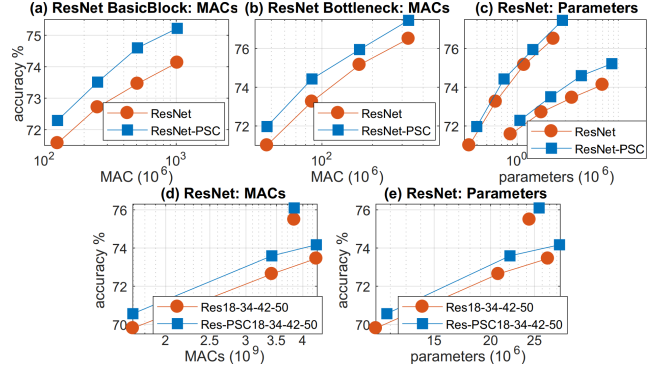 (a) ResNet BasicBlock: MACs
75
74
73
72
accuracy %
ResNet
ResNet-PSC
10^2
10^3
MAC (10^6)
(b) ResNet Bottleneck: MACs
76
74
72
ResNet
ResNet-PSC
10^2
MAC (10^6)
(c) ResNet: Parameters
76
74
72
ResNet
ResNet-PSC
10^0
parameters (10^6)
(d) ResNet: MACs
76
74
72
70
accuracy %
Res18-34-42-50
Res-PSC18-34-42-50
2
2.5
3
3.5
4
MACs (10^9)
(e) ResNet: Parameters
76
74
72
70
accuracy %
Res18-34-42-50
Res-PSC18-34-42-50
15
20
25
parameters (10^6)